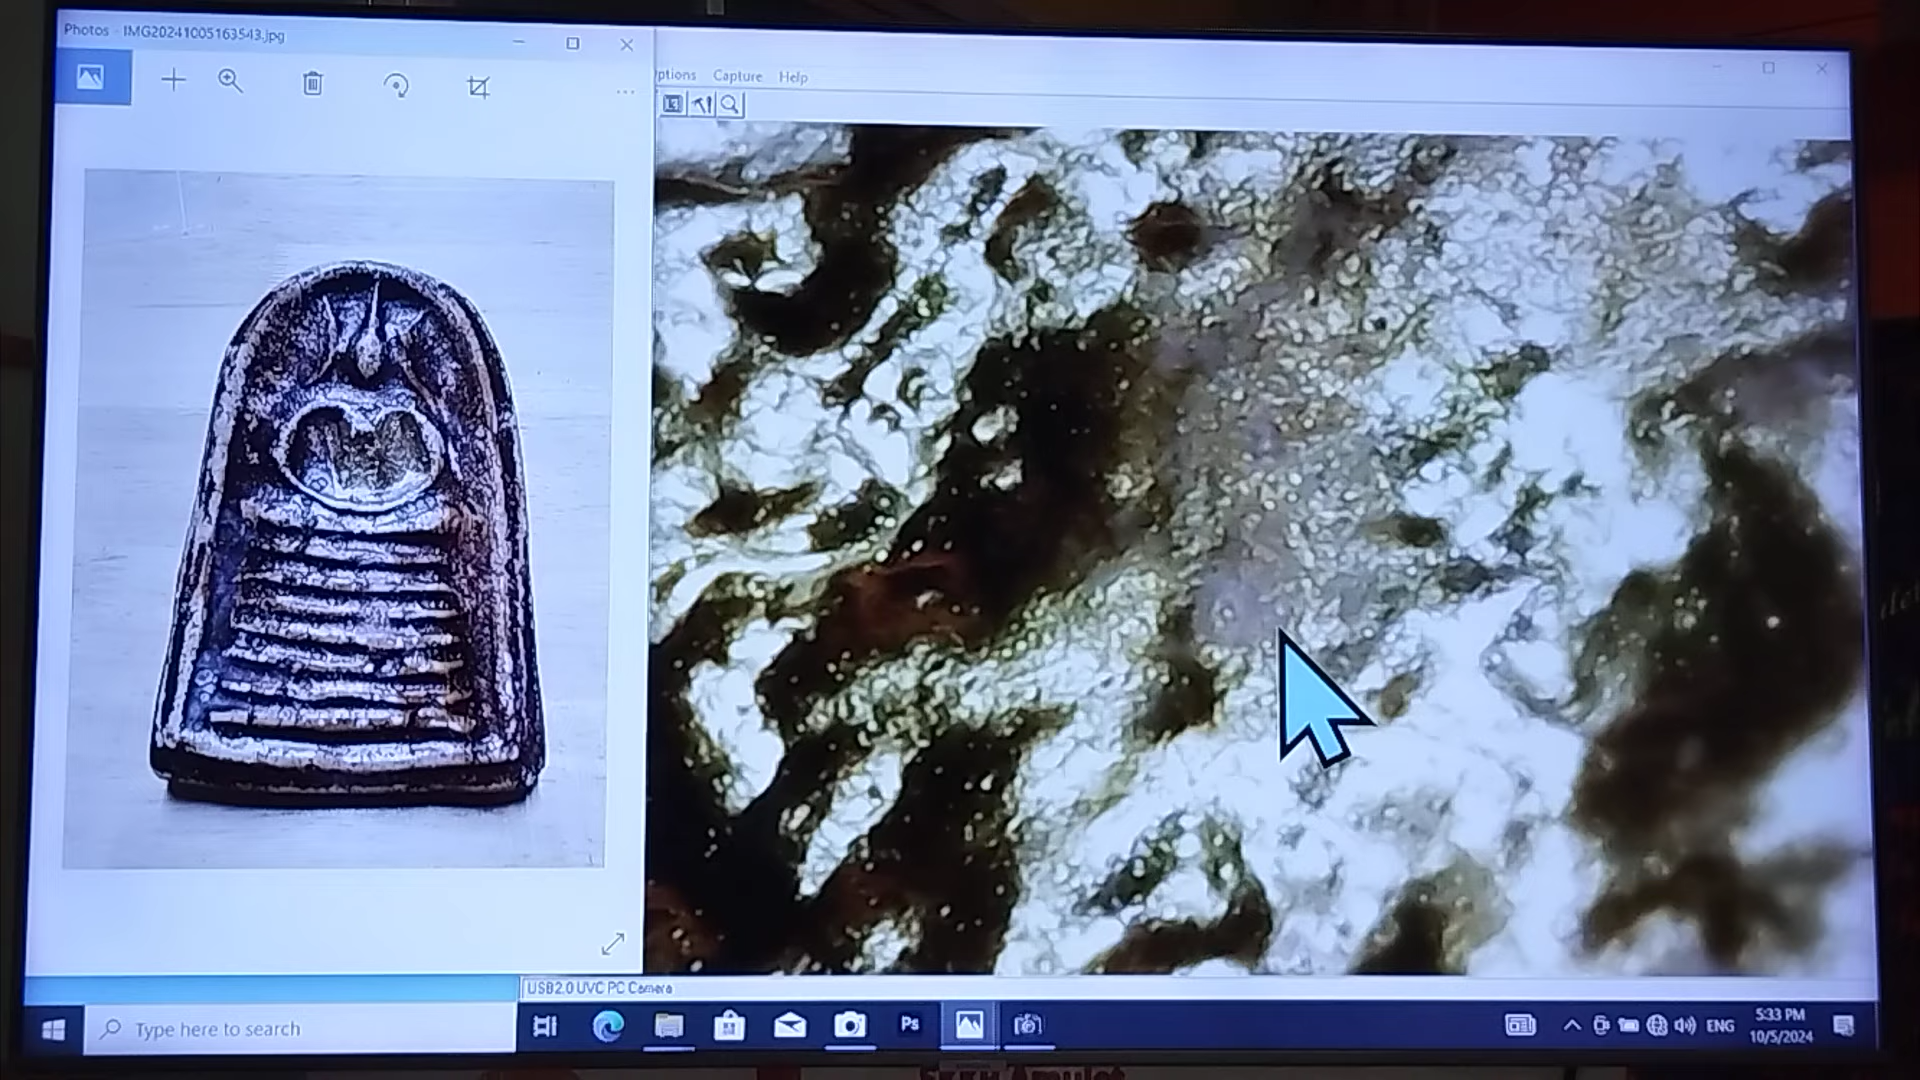 Photos - IMG20241005163543.jpg
ptions Capture Help
USB2.0 UVC PC Camera
Type here to search
Ps
ENG
5:33 PM
10/5/2024
Amulet